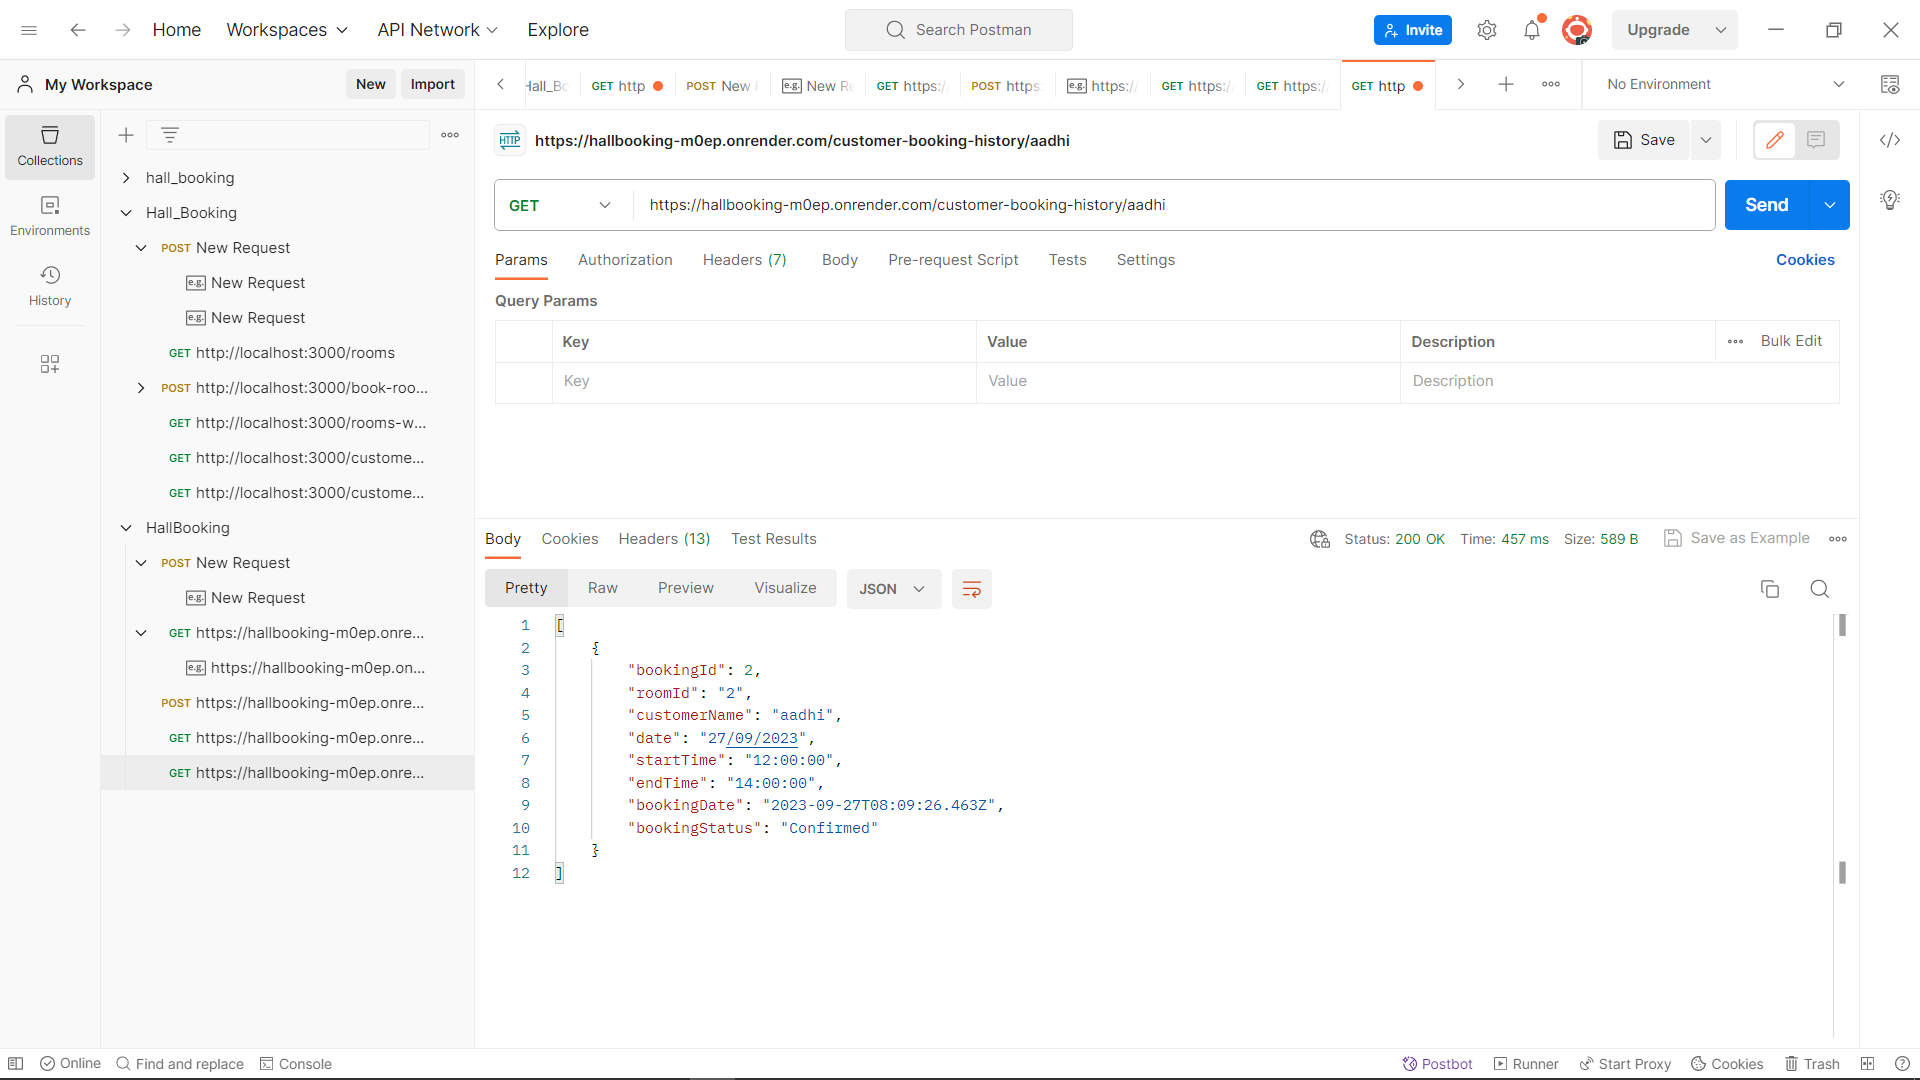 Home Workspaces API Network Explore Search Postman Invite Upgrade
My Workspace New Import
Hall_Bo GET http POST New e.g. New Re GET https:/ POST https: e.g. https:/ GET https:/ GET https:/ GET http No Environment
Collections
Environments
History
hall_booking
Hall_Booking
POST New Request
e.g. New Request
e.g. New Request
GET http://localhost:3000/rooms
POST http://localhost:3000/book-roo...
GET http://localhost:3000/rooms-w...
GET http://localhost:3000/custome...
GET http://localhost:3000/custome...
HallBooking
POST New Request
e.g. New Request
GET https://hallbooking-m0ep.onre...
e.g. https://hallbooking-m0ep.on...
POST https://hallbooking-m0ep.onre...
GET https://hallbooking-m0ep.onre...
GET https://hallbooking-m0ep.onre...
HTTP https://hallbooking-m0ep.onrender.com/customer-booking-history/aadhi Save
GET https://hallbooking-m0ep.onrender.com/customer-booking-history/aadhi Send
Params Authorization Headers (7) Body Pre-request Script Tests Settings Cookies
Query Params
Key Value Description Bulk Edit
Key Value Description
Body Cookies Headers (13) Test Results Status: 200 OK Time: 457 ms Size: 589 B Save as Example
Pretty Raw Preview Visualize JSON
1 [
2 {
3 "bookingId": 2,
4 "roomId": "2",
5 "customerName": "aadhi",
6 "date": "27/09/2023",
7 "startTime": "12:00:00",
8 "endTime": "14:00:00",
9 "bookingDate": "2023-09-27T08:09:26.463Z",
10 "bookingStatus": "Confirmed"
11 }
12 ]
Online Find and replace Console Postbot Runner Start Proxy Cookies Trash